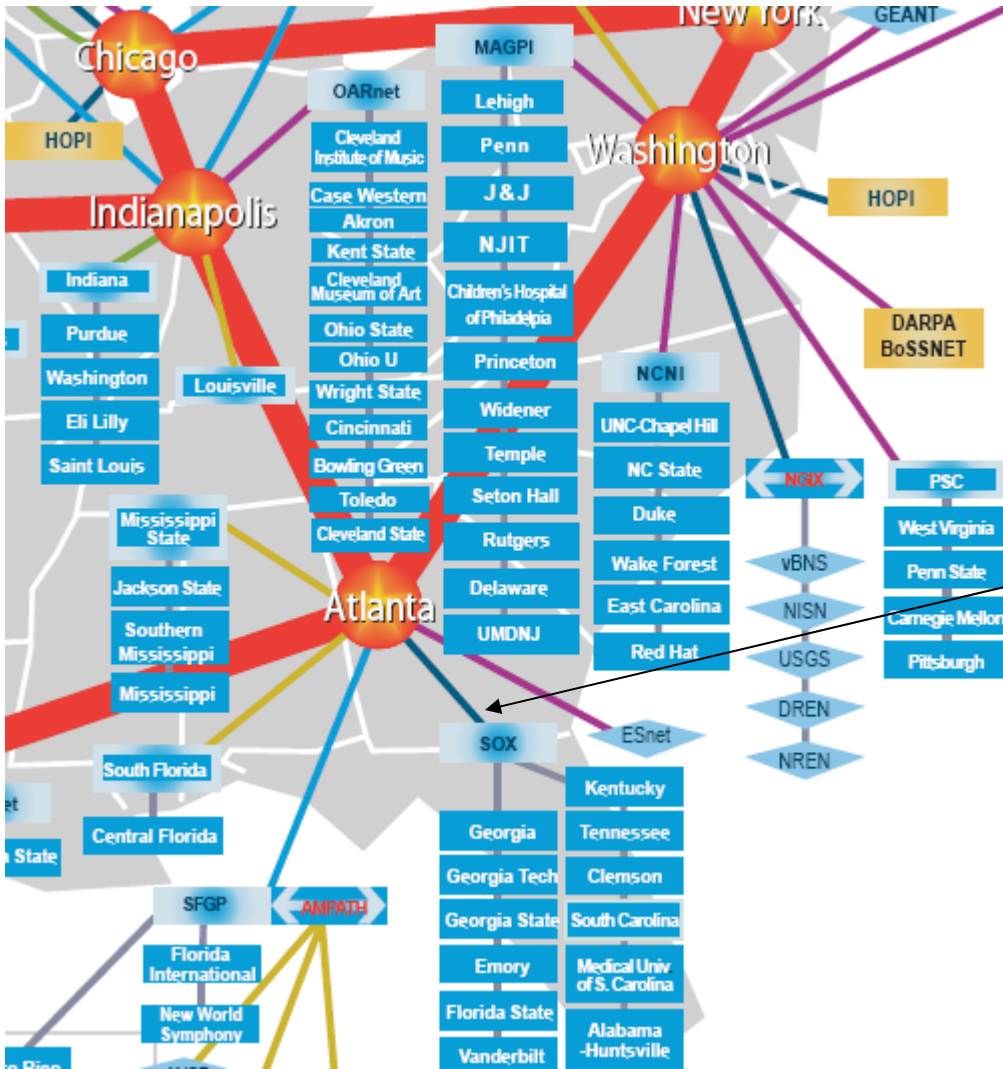 New York
GEANT
Chicago
MAGPI
OARnet
Lehigh
HOPI
Cleveland
Institute of Music
Penn
Washington
Case Western
J & J
HOPI
Indianapolis
Akron
Kent State
NJIT
Indiana
Cleveland
Museum of Art
Children's Hospital
of Philadelpia
Purdue
Ohio State
DARPA
BoSSNET
Washington
Ohio U
Princeton
Louisville
Wright State
NCNI
Eli Lilly
Cincinnati
Widener
UNC-Chapel Hill
Saint Louis
Bowling Green
Temple
NC State
NGIX
PSC
Toledo
Seton Hall
Mississippi
State
Cleveland State
Duke
West Virginia
Rutgers
vBNS
Wake Forest
Penn State
Jackson State
Delaware
Atlanta
East Carolina
NISN
Carnegie Mellon
Southern
Mississippi
UMDNJ
Red Hat
USGS
Pittsburgh
Mississippi
DREN
SOX
ESnet
NREN
South Florida
Kentucky
et
Central Florida
Georgia
Tennessee
State
Georgia Tech
Clemson
SFGP
AMPATH
Georgia State
South Carolina
Florida
International
Emory
Medical Univ.
of S. Carolina
New World
Symphony
Florida State
Alabama
-Huntsville
Vanderbilt
Rico